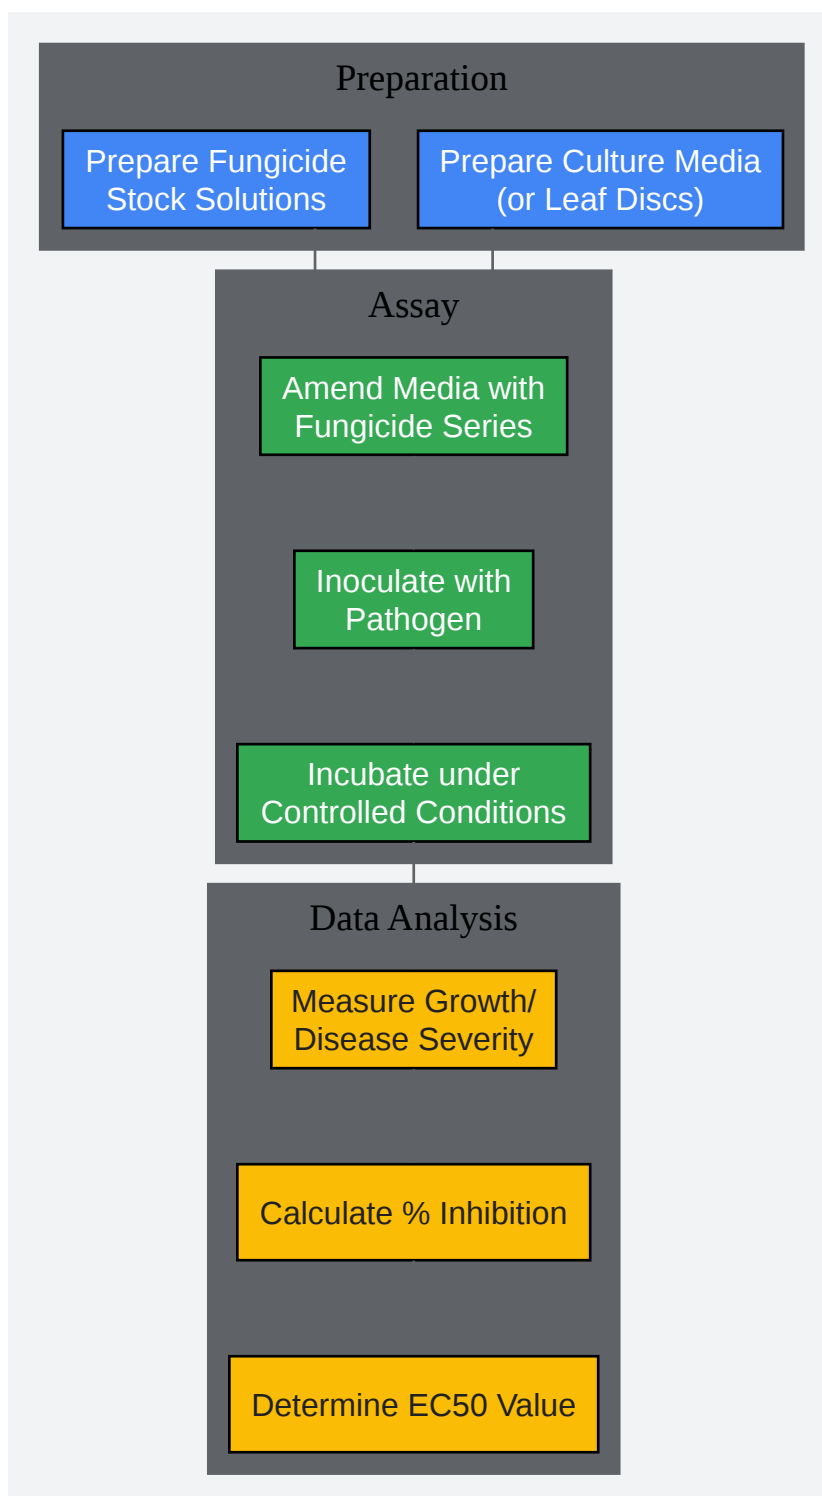 Preparation
Prepare Fungicide
Stock Solutions
Prepare Culture Media
(or Leaf Discs)
Assay
Amend Media with
Fungicide Series
Inoculate with
Pathogen
Incubate under
Controlled Conditions
Data Analysis
Measure Growth/
Disease Severity
Calculate % Inhibition
Determine EC50 Value